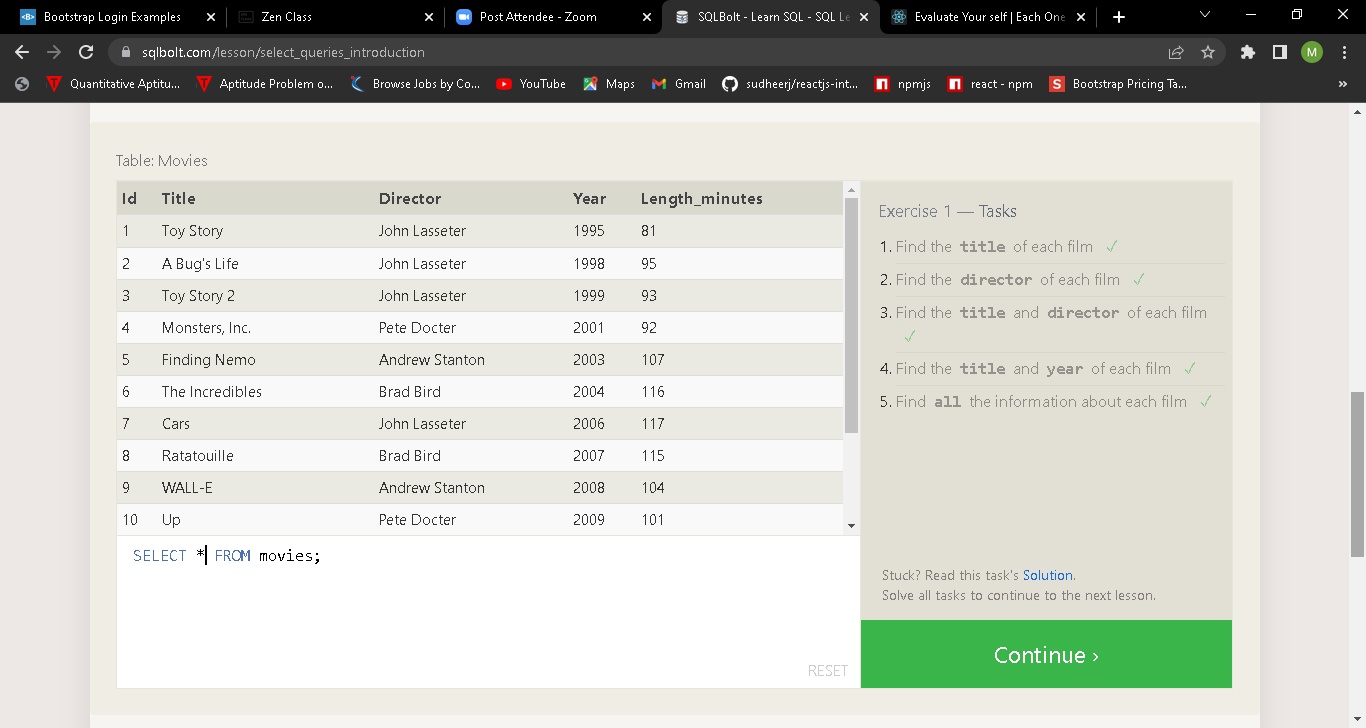 Bootstrap Login Examples
Zen Class
Post Attendee - Zoom
SQLBolt - Learn SQL - SQL Le
Evaluate Your self | Each One
sqlbolt.com/lesson/select_queries_introduction
M
Quantitative Aptitu...
Aptitude Problem o...
Browse Jobs by Co...
YouTube
Maps
Gmail
sudheerj/reactjs-int...
npmjs
react - npm
Bootstrap Pricing Ta...
Table: Movies
Id Title Director Year Length_minutes
1 Toy Story John Lasseter 1995 81
2 A Bug's Life John Lasseter 1998 95
3 Toy Story 2 John Lasseter 1999 93
4 Monsters, Inc. Pete Docter 2001 92
5 Finding Nemo Andrew Stanton 2003 107
6 The Incredibles Brad Bird 2004 116
7 Cars John Lasseter 2006 117
8 Ratatouille Brad Bird 2007 115
9 WALL-E Andrew Stanton 2008 104
10 Up Pete Docter 2009 101
SELECT * FROM movies;
RESET
Exercise 1 — Tasks
1. Find the title of each film ✓
2. Find the director of each film ✓
3. Find the title and director of each film
✓
4. Find the title and year of each film ✓
5. Find all the information about each film ✓
Stuck? Read this task's Solution.
Solve all tasks to continue to the next lesson.
Continue ›